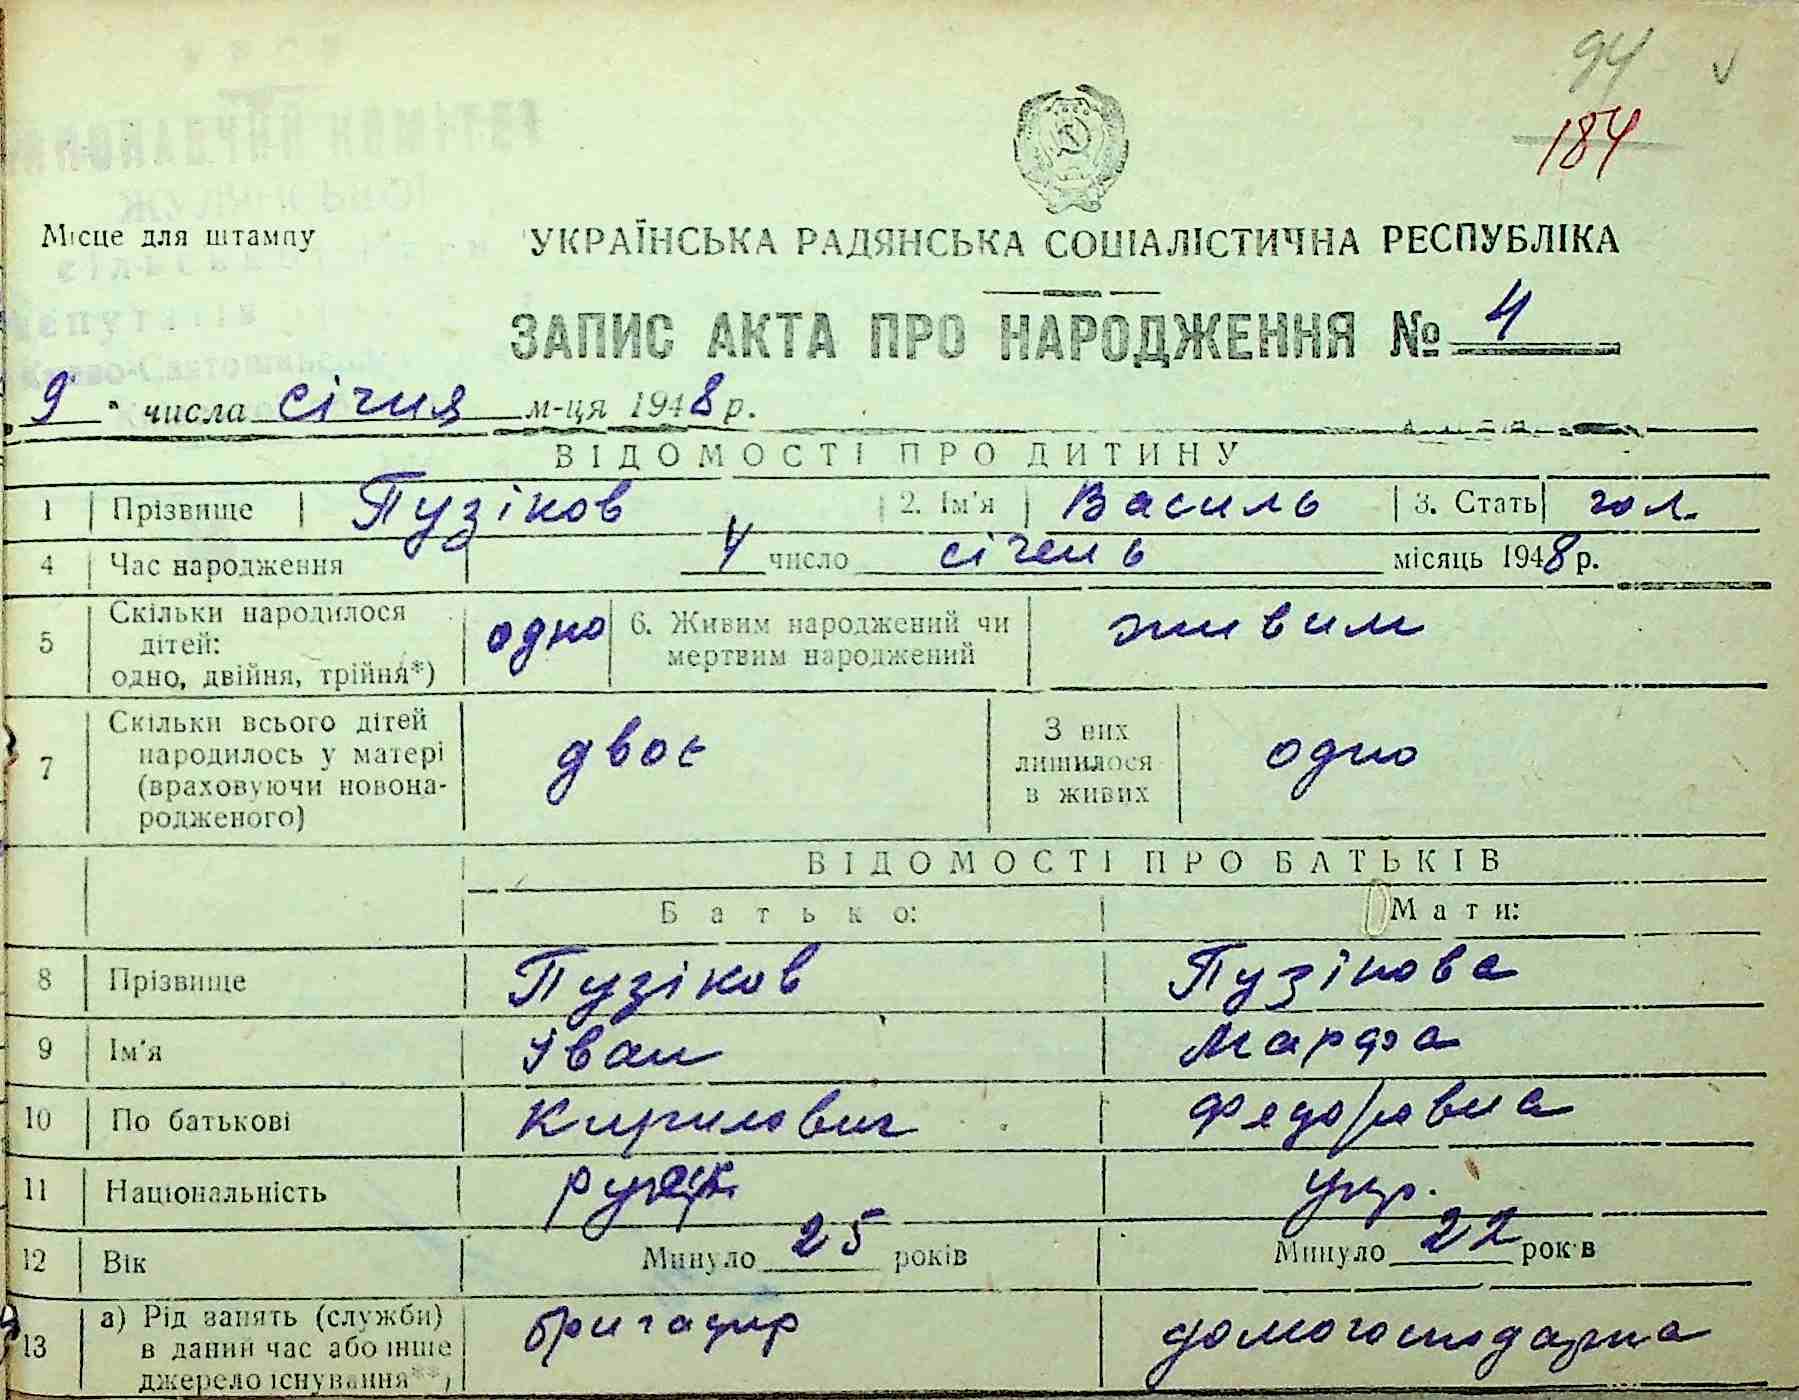 94 v
184
Місце для штампу
УКРАЇНСЬКА РАДЯНСЬКА СОЦІАЛІСТИЧНА РЕСПУБЛІКА
ЗАПИС АКТА ПРО НАРОДЖЕННЯ № 4
9 " числа січня м-ця 1948 р.
ВІДОМОСТІ ПРО ДИТИНУ
1 Прізвище Пузіков 2. Ім'я Василь 3. Стать чол.
4 Час народження 4 число січень місяць 1948 р.
5 Скільки народилося дітей: одно, двійня, трійня*) одно 6. Живим народжений чи мертвим народжений живим
7 Скільки всього дітей народилось у матері (враховуючи новонародженого) двоє З них лишилося в живих одно
ВІДОМОСТІ ПРО БАТЬКІВ
Батько: Мати:
8 Прізвище Пузіков Пузікова
9 Ім'я Іван Марфа
10 По батькові Кирилович Федоровна
11 Національність укр.
12 Вік Минуло 25 років Минуло 22 років
13 а) Рід занять (служби) в даний час або інше джерело існування**) бригадир домогосподарка